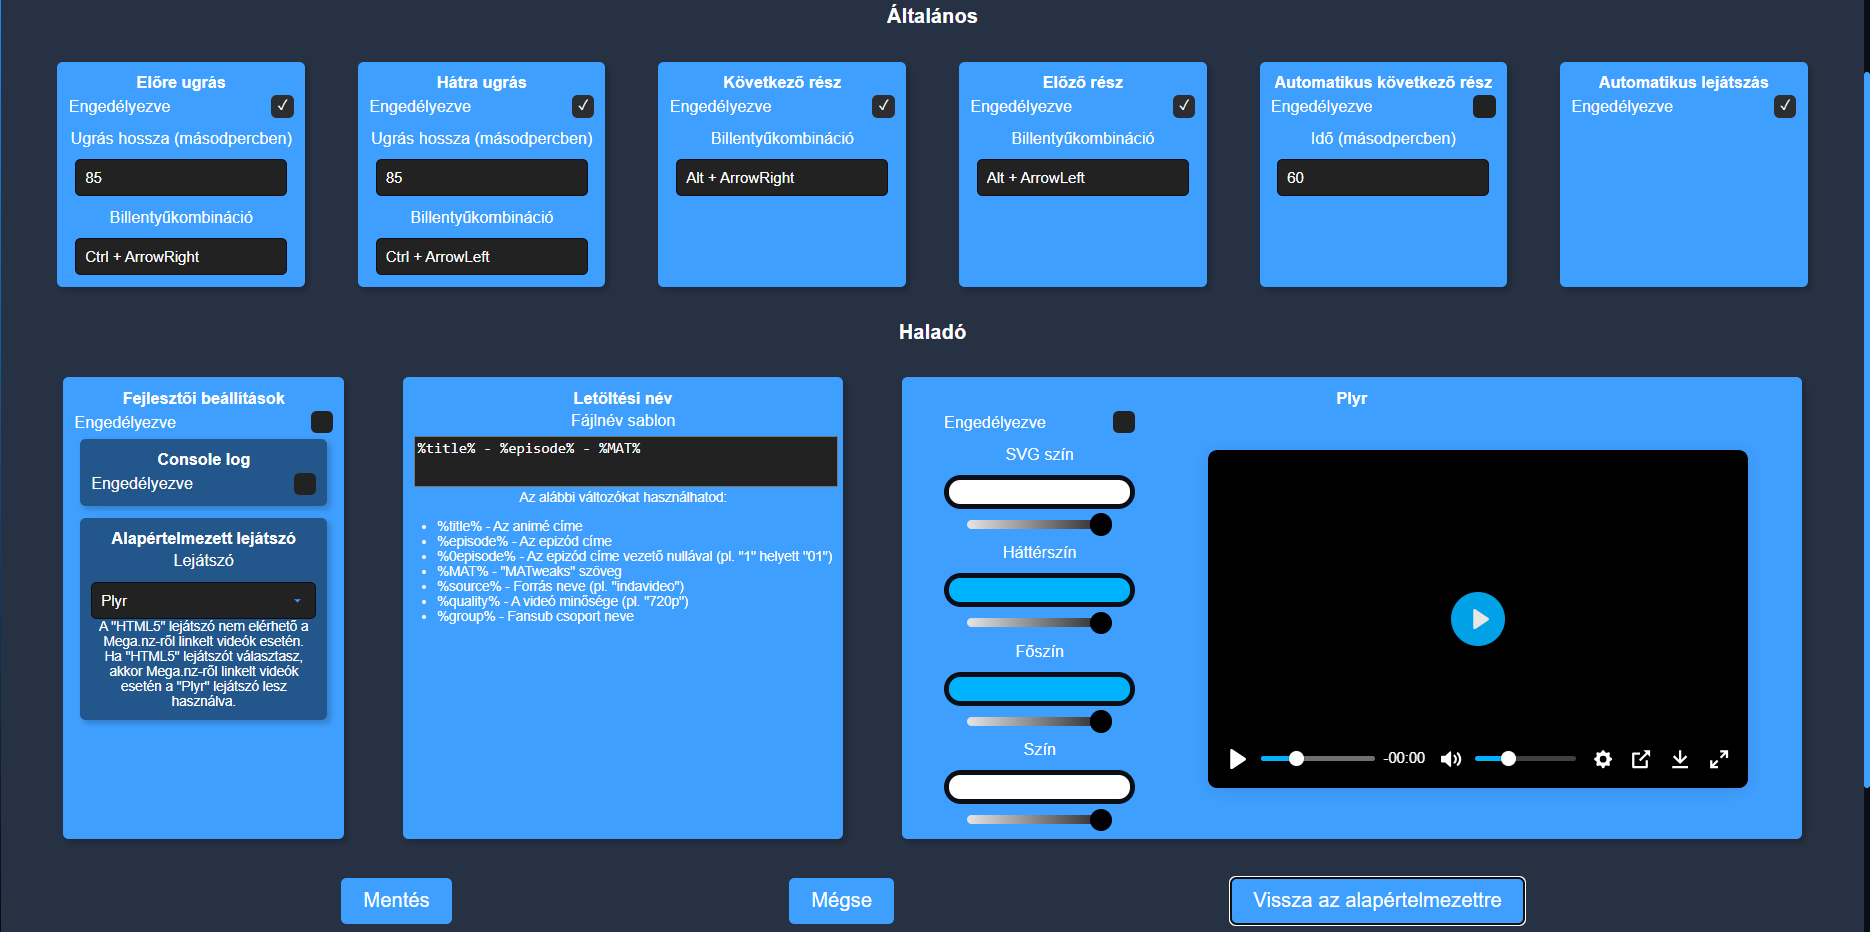 Általános
Előre ugrás
Engedélyezve
Ugrás hossza (másodpercben)
85
Billentyűkombináció
Ctrl + ArrowRight
Hátra ugrás
Engedélyezve
Ugrás hossza (másodpercben)
85
Billentyűkombináció
Ctrl + ArrowLeft
Következő rész
Engedélyezve
Billentyűkombináció
Alt + ArrowRight
Előző rész
Engedélyezve
Billentyűkombináció
Alt + ArrowLeft
Automatikus következő rész
Engedélyezve
Idő (másodpercben)
60
Automatikus lejátszás
Engedélyezve
Haladó
Fejlesztői beállítások
Engedélyezve
Console log
Engedélyezve
Alapértelmezett lejátszó
Lejátszó
Plyr
A "HTML5" lejátszó nem elérhető a
Mega.nz-ről linkelt videók esetén.
Ha "HTML5" lejátszót választasz,
akkor Mega.nz-ről linkelt videók
esetén a "Plyr" lejátszó lesz
használva.
Letöltési név
Fájlnév sablon
%title% - %episode% - %MAT%
Az alábbi változókat használhatod:
• %title% - Az animé címe
• %episode% - Az epizód címe
• %0episode% - Az epizód címe vezető nullával (pl. "1" helyett "01")
• %MAT% - "MATweaks" szöveg
• %source% - Forrás neve (pl. "indavideo")
• %quality% - A videó minősége (pl. "720p")
• %group% - Fansub csoport neve
Plyr
Engedélyezve
SVG szín
Háttérszín
Főszín
Szín
-00:00
Mentés
Mégse
Vissza az alapértelmezettre